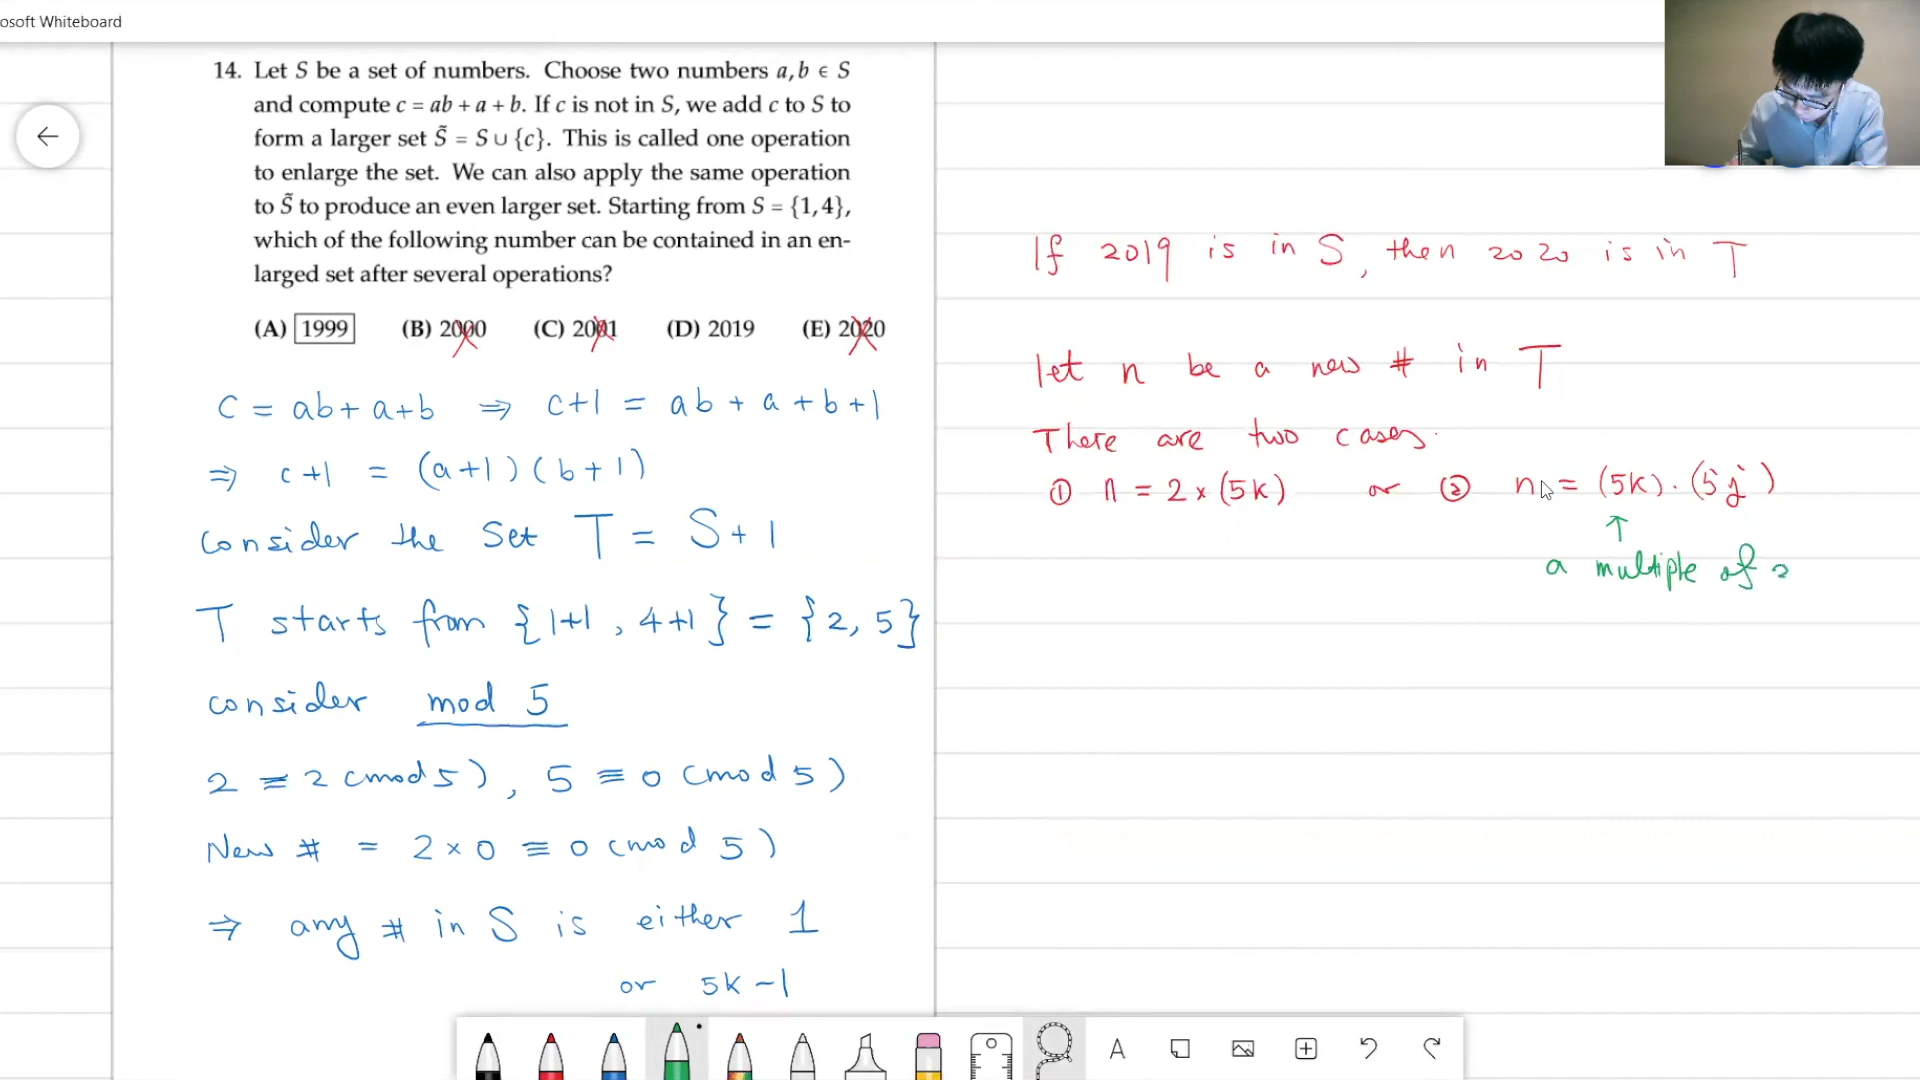 osoft Whiteboard
14. Let S be a set of numbers. Choose two numbers a, b ∈ S
and compute c = ab + a + b. If c is not in S, we add c to S to
form a larger set S̃ = S ∪ {c}. This is called one operation
to enlarge the set. We can also apply the same operation
to S̃ to produce an even larger set. Starting from S = {1,4},
which of the following number can be contained in an en-
larged set after several operations?
(A) 1999 (B) 2000 (C) 2001 (D) 2019 (E) 2020
C = ab + a+b ⇒ c+1 = ab + a + b +1
⇒ c+1 = (a+1)(b+1)
Consider the Set T = S+1
T starts from {1+1, 4+1} = {2, 5}
consider mod 5
2 ≡ 2 (mod 5), 5 ≡ 0 (mod 5)
New # = 2 × 0 ≡ 0 (mod 5)
⇒ any # in S is either 1
or 5k-1
If 2019 is in S, then 2020 is in T
let n be a new # in T
There are two cases.
① n = 2 × (5k) or ② n = (5k) · (5j)
↑
a multiple of 2
A